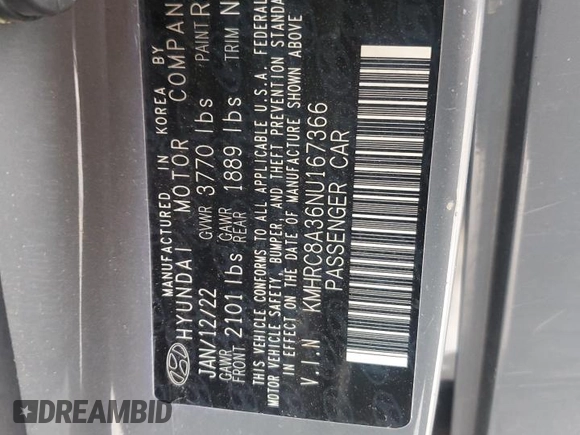 MANUFACTURED IN KOREA BY
HYUNDAI MOTOR COMPAN
JAN/12/22 GVWR 3770 lbs PAINT R
GAWR FRONT 2101 lbs GAWR REAR 1889 lbs TRIM N
THIS VEHICLE CONFORMS TO ALL APPLICABLE U.S.A. FEDERAL
MOTOR VEHICLE SAFETY, BUMPER, AND THEFT PREVENTION STANDA
IN EFFECT ON THE DATE OF MANUFACTURE SHOWN ABOVE
V.I.N KMHRC8A36NU167366
PASSENGER CAR
DREAMBID